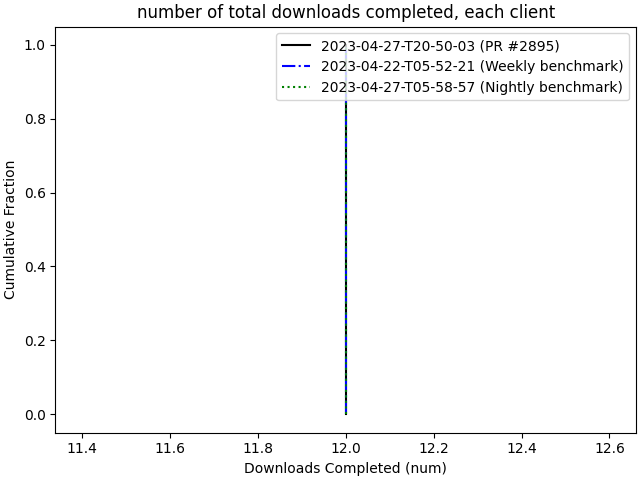 number of total downloads completed, each client
1.0
2023-04-27-T20-50-03 (PR #2895)
2023-04-22-T05-52-21 (Weekly benchmark)
2023-04-27-T05-58-57 (Nightly benchmark)
0.8
0.6
0.4
0.2
0.0
Cumulative Fraction
11.4 11.6 11.8 12.0 12.2 12.4 12.6
Downloads Completed (num)